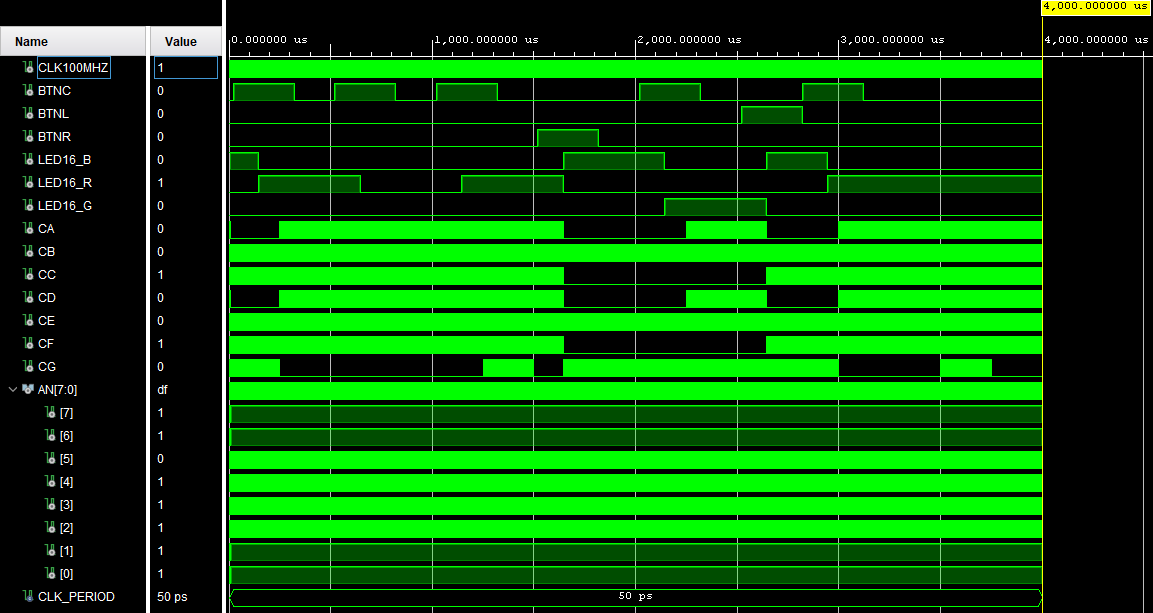 4,000.000000 us
Name Value
0.000000 us 1,000.000000 us 2,000.000000 us 3,000.000000 us 4,000.000000 us
CLK100MHZ 1
BTNC 0
BTNL 0
BTNR 0
LED16_B 0
LED16_R 1
LED16_G 0
CA 0
CB 0
CC 1
CD 0
CE 0
CF 1
CG 0
AN[7:0] df
[7] 1
[6] 1
[5] 0
[4] 1
[3] 1
[2] 1
[1] 1
[0] 1
CLK_PERIOD 50 ps 50 ps